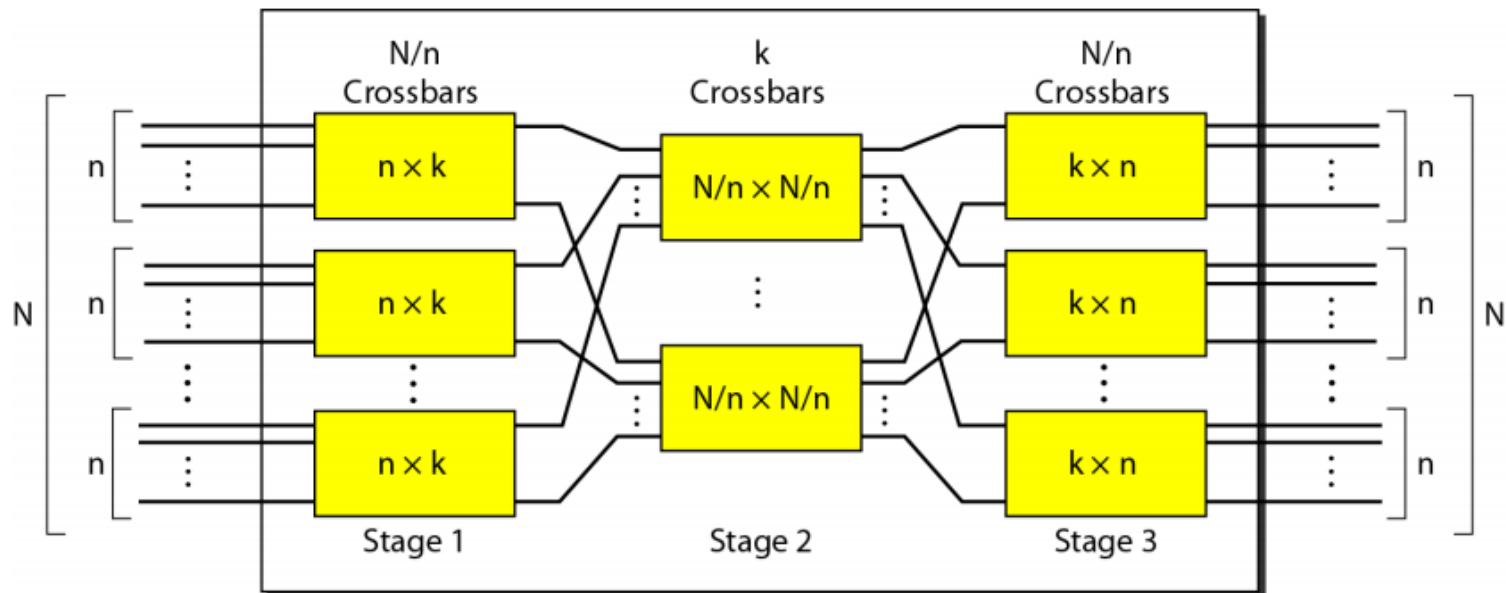 N/n
Crossbars
k
Crossbars
N/n
Crossbars
N
n
n × k
N/n × N/n
k × n
n
n
n × k
k × n
n
N
n
n × k
N/n × N/n
k × n
n
Stage 1
Stage 2
Stage 3